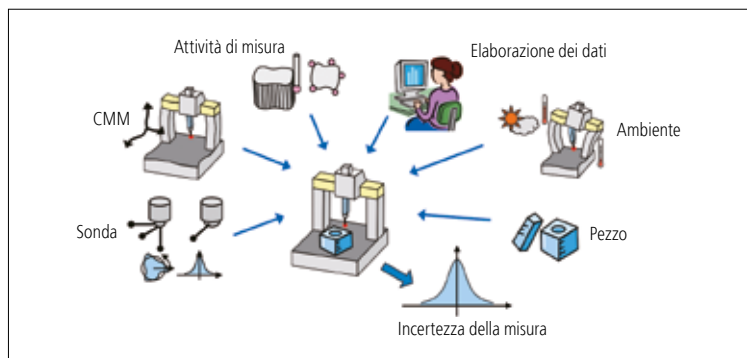 Attività di misura
Elaborazione dei dati
CMM
Ambiente
Sonda
Pezzo
Incertezza della misura